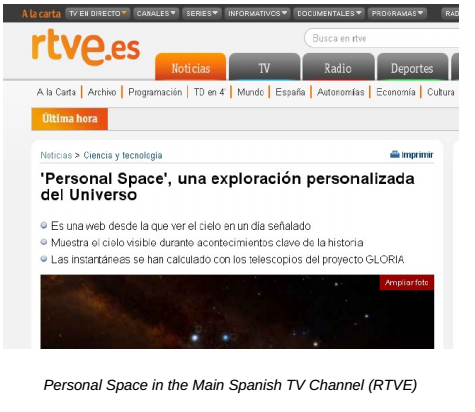 A la carta TV EN DIRECTO CANALES SERIES INFORMATIVOS DOCUMENTALES PROGRAMAS RAD
rtve.es
Busca en rtve
Noticias TV Radio Deportes
A la Carta | Archivo | Programación | TD en 4' | Mundo | España | Autonomías | Economía | Cultura
Última hora
Noticias > Ciencia y tecnología
Imprimir
'Personal Space', una exploración personalizada
del Universo
Es una web desde la que ver el cielo en un día señalado
Muestra el cielo visible durante acontecimientos clave de la historia
Las instantáneas se han calculado con los telescopios del proyecto GLORIA
Ampliar foto
Personal Space in the Main Spanish TV Channel (RTVE)